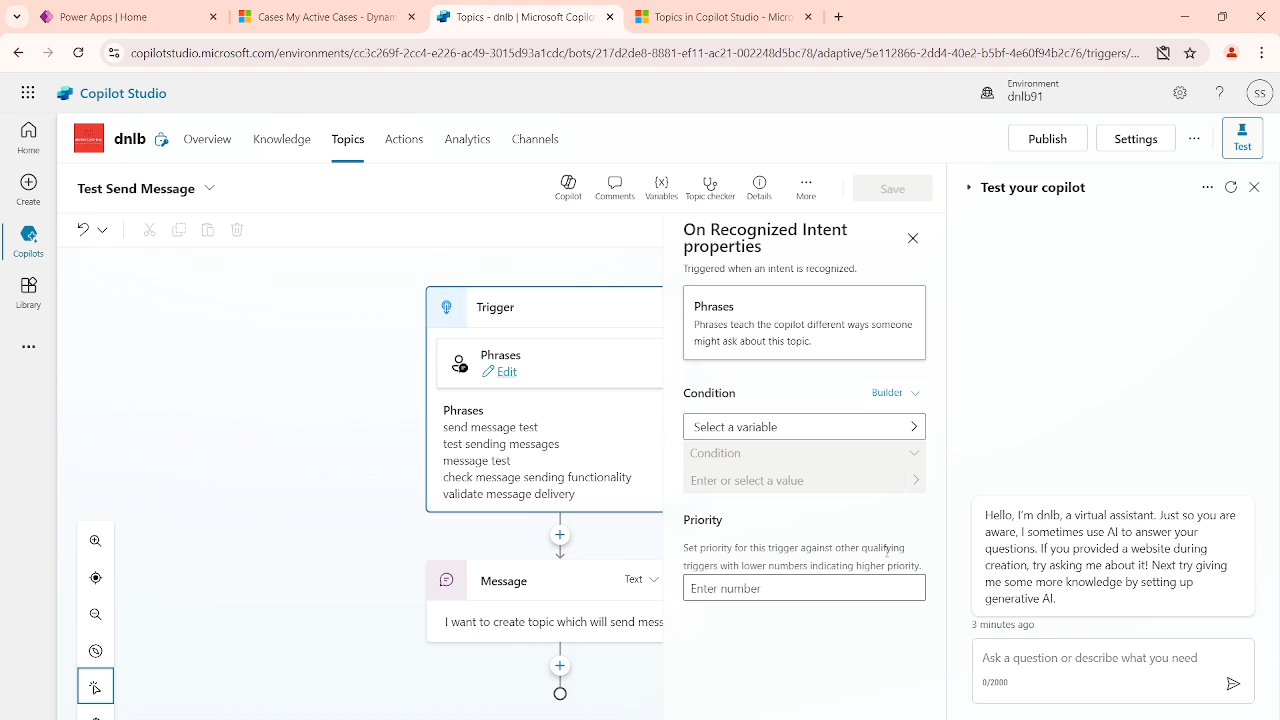 Power Apps | Home
Cases My Active Cases - Dynam
Topics - dnlb | Microsoft Copilo
Topics in Copilot Studio - Micro
copilotstudio.microsoft.com/environments/cc3c269f-2cc4-e226-ac49-3015d93a1cdc/bots/217d2de8-8881-ef11-ac21-002248d5bc78/adaptive/5e112866-2dd4-40e2-b5bf-4e60f94b2c76/triggers/...
Copilot Studio
Environment
dnlb91
?
SS
Home
Create
Copilots
Library
dnlb
Overview
Knowledge
Topics
Actions
Analytics
Channels
Publish
Settings
Test
Test Send Message
Copilot
Comments
Variables
Topic checker
Details
More
Save
Trigger
Phrases
Edit
Phrases
send message test
test sending messages
message test
check message sending functionality
validate message delivery
Message
Text
I want to create topic which will send mess
On Recognized Intent
properties
Triggered when an intent is recognized.
Phrases
Phrases teach the copilot different ways someone
might ask about this topic.
Condition
Builder
Select a variable
Condition
Enter or select a value
Priority
Set priority for this trigger against other qualifying
triggers with lower numbers indicating higher priority.
Enter number
Test your copilot
Hello, I'm dnlb, a virtual assistant. Just so you are
aware, I sometimes use AI to answer your
questions. If you provided a website during
creation, try asking me about it! Next try giving
me some more knowledge by setting up
generative AI.
3 minutes ago
Ask a question or describe what you need
0/2000